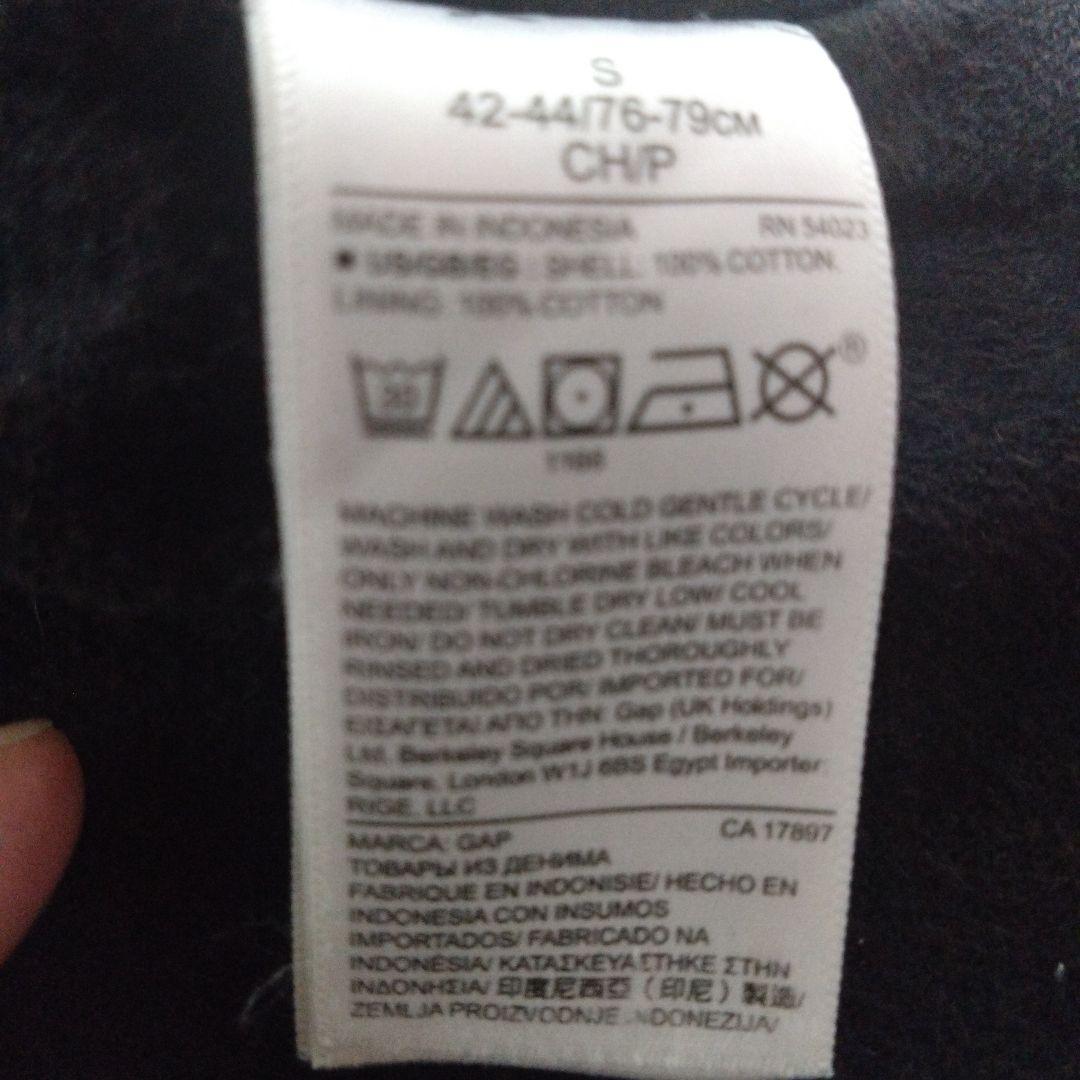 S
42-44/76-79CM
CH/P
MADE IN INDONESIA RN 54023
US/GB/EG : SHELL: 100% COTTON.
LINING: 100% COTTON
30
®
MACHINE WASH COLD GENTLE CYCLE/
WASH AND DRY WITH LIKE COLORS/
ONLY NON-CHLORINE BLEACH WHEN
NEEDED/ TUMBLE DRY LOW/ COOL
IRON/ DO NOT DRY CLEAN/ MUST BE
RINSED AND DRIED THOROUGHLY
DISTRIBUIDO POR/ IMPORTED FOR/
ΕΙΣΑΓΕΤΑΙ ΑΠΟ ΤΗΝ: Gap (UK Holdings)
Ltd. Berkeley Square House / Berkeley
Square, London W1J 6BS Egypt Importer:
RIGE, LLC
MARCA: GAP CA 17897
ТОВАРЫ ИЗ ДЕНИМА
FABRIQUE EN INDONISIE/ HECHO EN
INDONESIA CON INSUMOS
IMPORTADOS/ FABRICADO NA
INDONÉSIA/ ΚΑΤΑΣΚΕΥΑΣΤΗΚΕ ΣΤΗΝ
ΙΝΔΟΝΗΣΙΑ/ 印度尼西亞（印尼）製造/
ZEMLJA PROIZVODNJE INDONEZIJA/